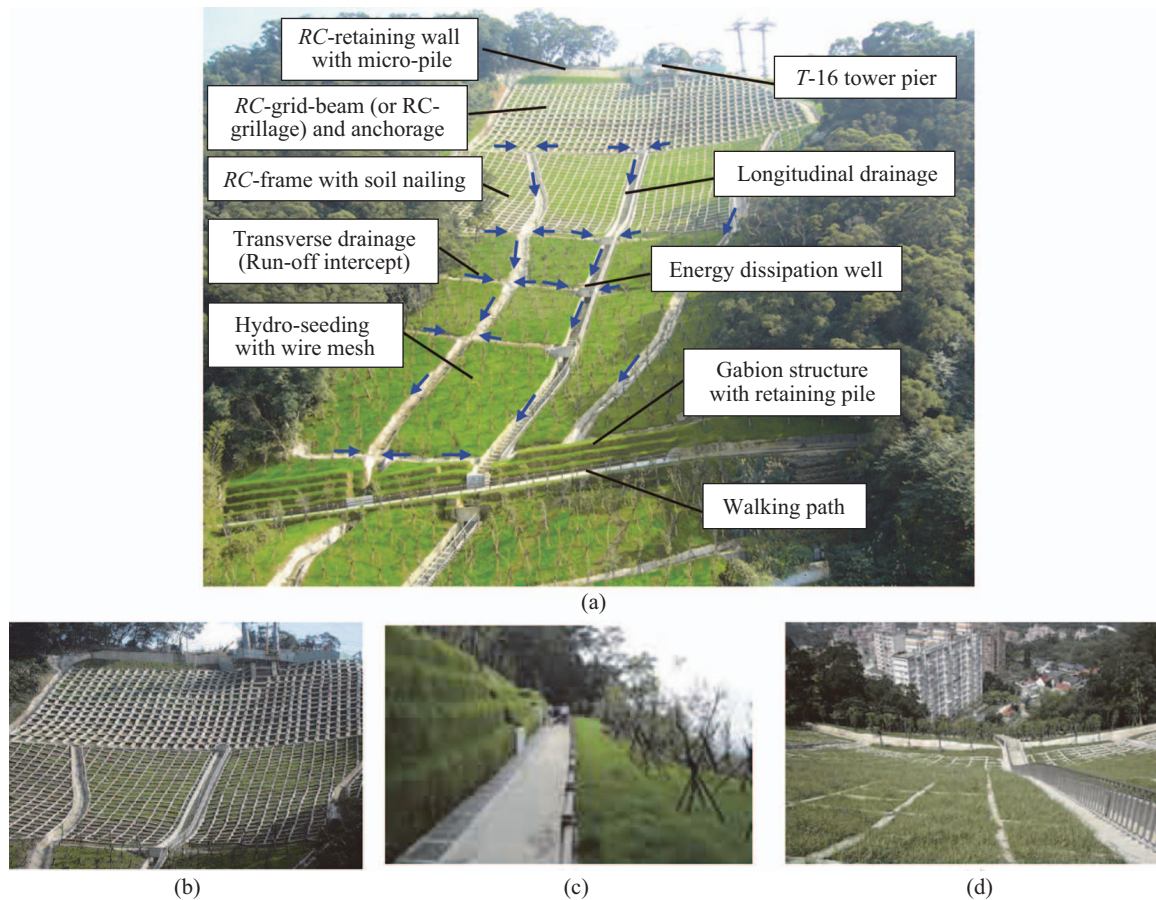 RC-retaining wall
with micro-pile
T-16 tower pier
RC-grid-beam (or RC-
grillage) and anchorage
RC-frame with soil nailing
Longitudinal drainage
Transverse drainage
(Run-off intercept)
Energy dissipation well
Hydro-seeding
with wire mesh
Gabion structure
with retaining pile
Walking path
(a)
(b)
(c)
(d)